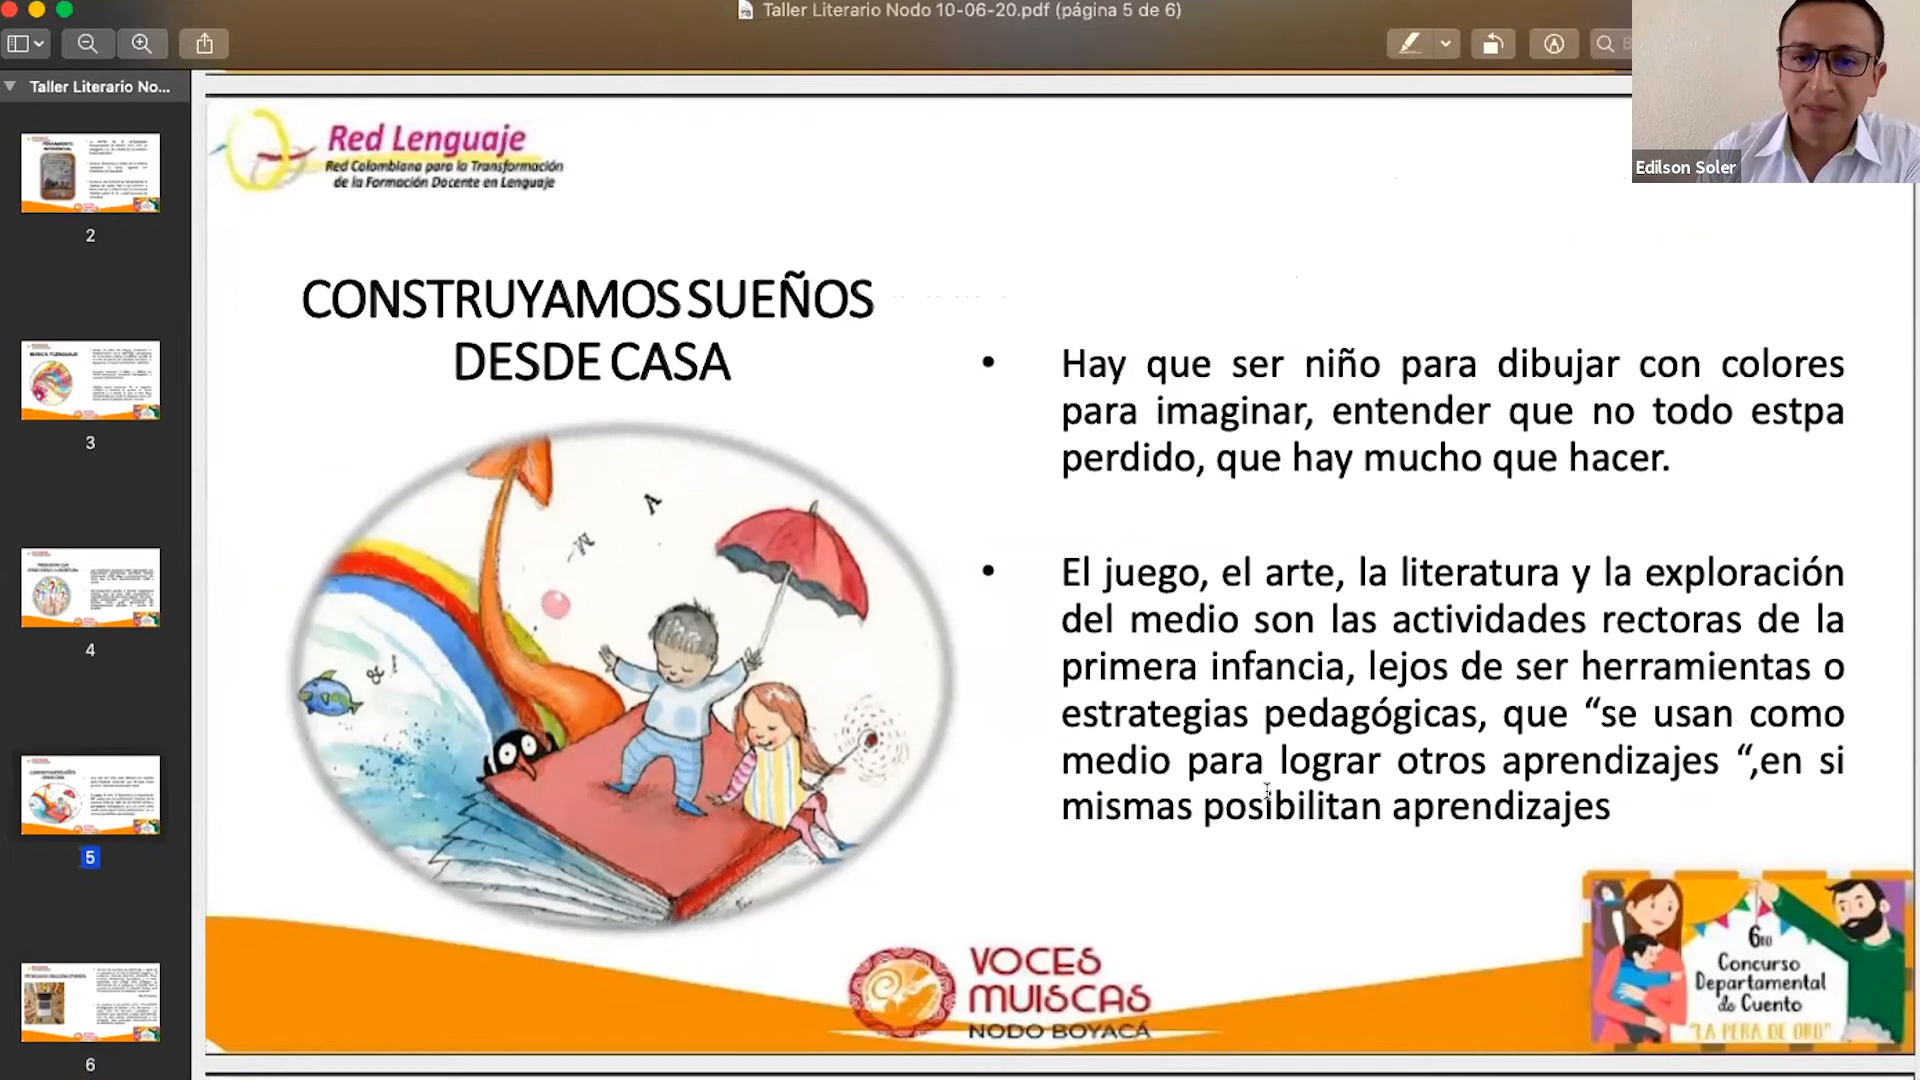 Taller Literario Nodo 10-06-20.pdf (página 5 de 6)
Taller Literario No...
Edilson Soler
2
3
4
5
6
Red Lenguaje
Red Colombiana para la Transformación
de la Formación Docente en Lenguaje
CONSTRUYAMOS SUEÑOS
DESDE CASA
• Hay que ser niño para dibujar con colores
para imaginar, entender que no todo estpa
perdido, que hay mucho que hacer.
• El juego, el arte, la literatura y la exploración
del medio son las actividades rectoras de la
primera infancia, lejos de ser herramientas o
estrategias pedagógicas, que “se usan como
medio para lograr otros aprendizajes “,en si
mismas posibilitan aprendizajes
VOCES
MUISCAS
NODO BOYACÁ
Concurso
Departamental
de Cuento
"LA PERA DE ORO"